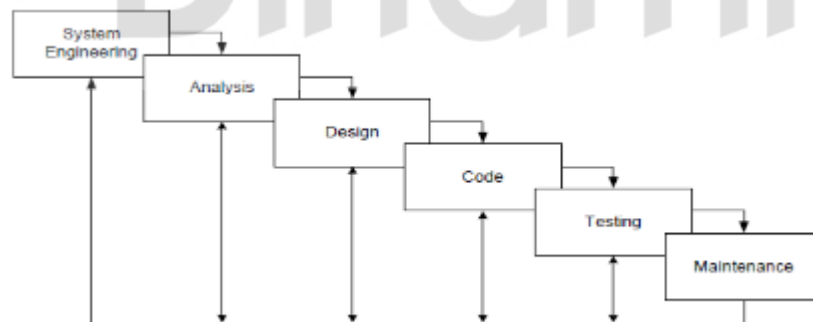 System
Engineering
Analysis
Design
Code
Testing
Maintenance